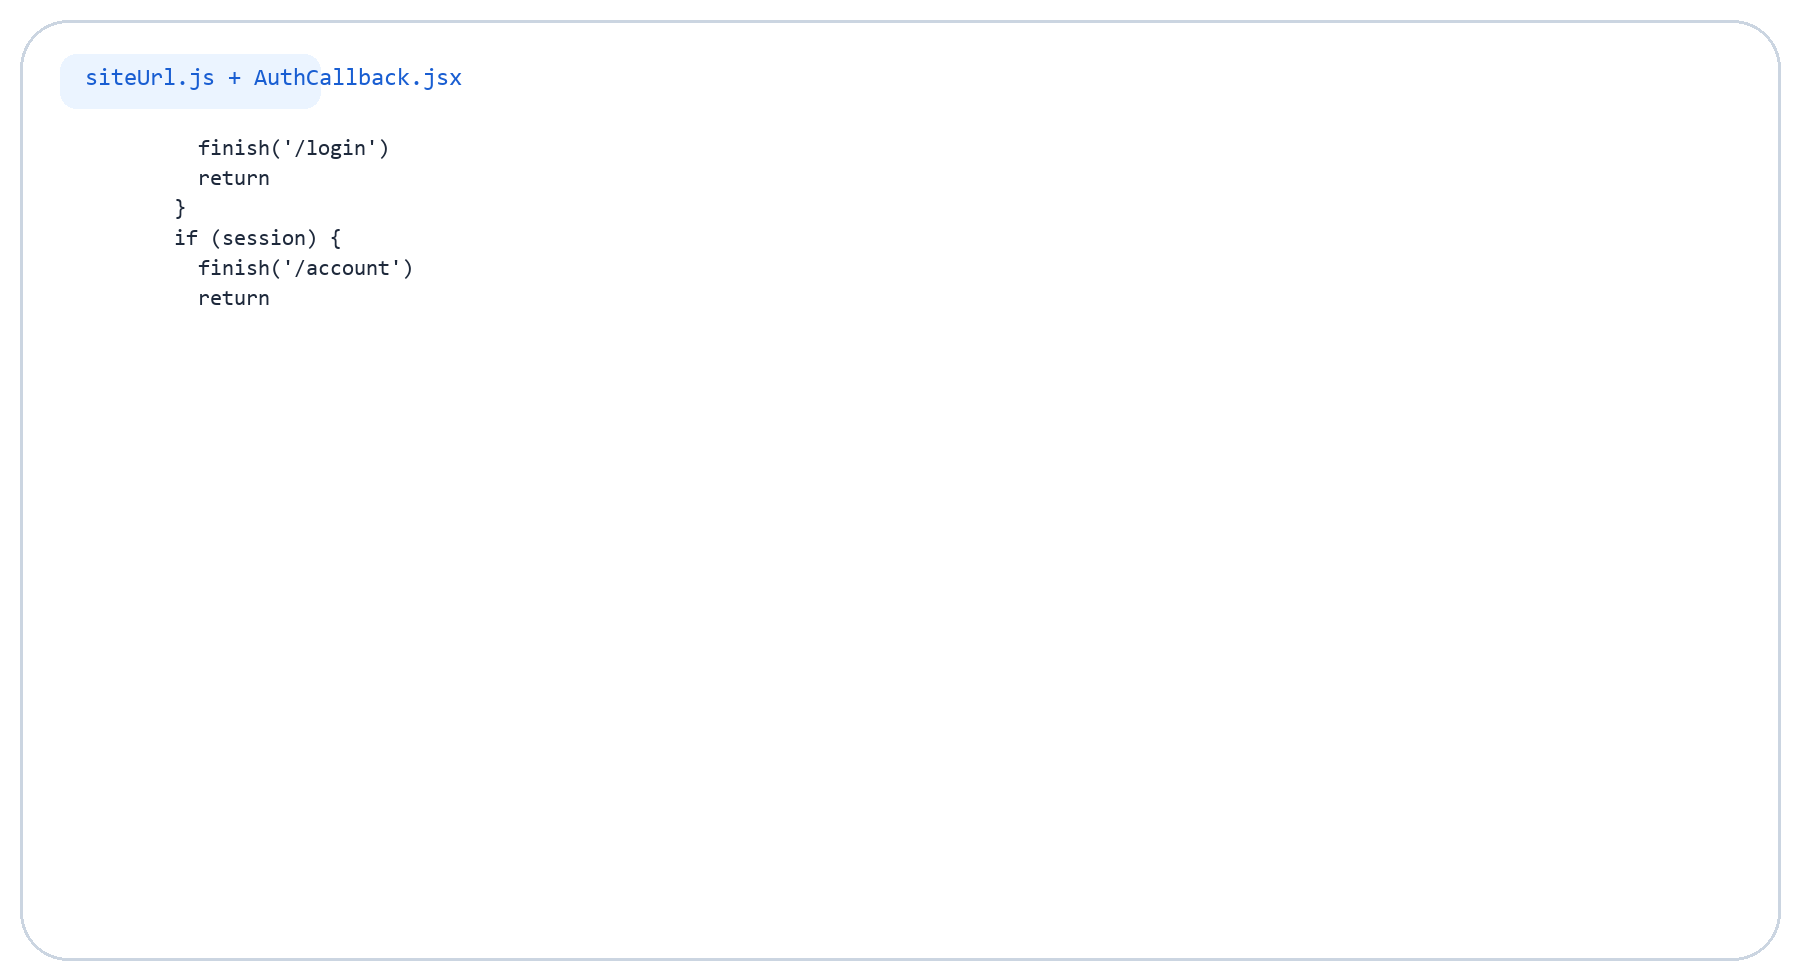 siteUrl.js + AuthCallback.jsx
finish('/login')
return
}
if (session) {
finish('/account')
return